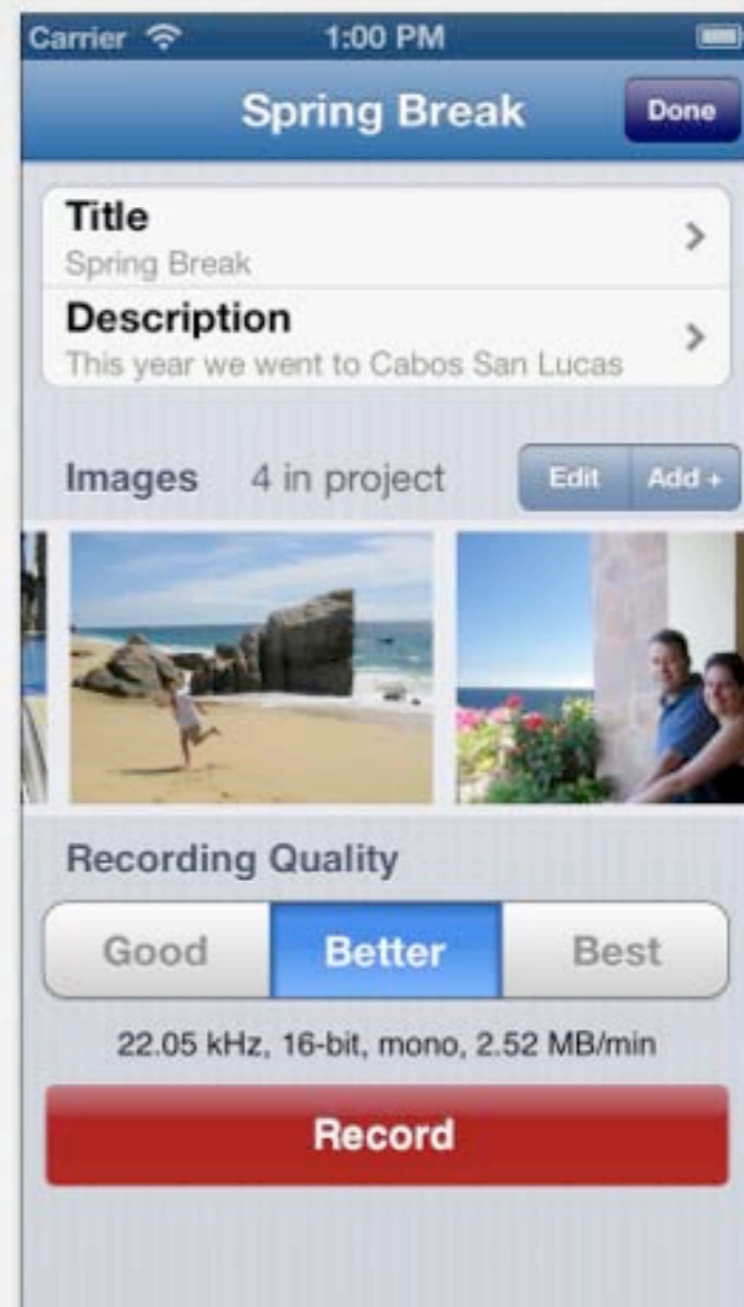 Carrier 1:00 PM
Spring Break Done
Title
Spring Break
Description
This year we went to Cabos San Lucas
Images 4 in project Edit Add +
Recording Quality
Good Better Best
22.05 kHz, 16-bit, mono, 2.52 MB/min
Record